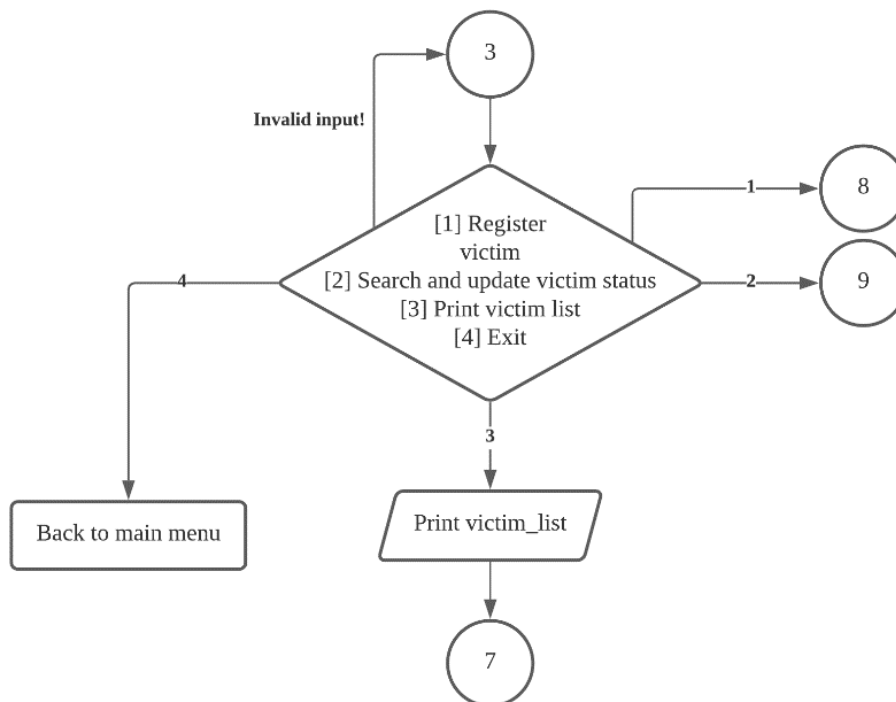 3
Invalid input!
1
8
[1] Register
victim
[2] Search and update victim status
[3] Print victim list
[4] Exit
4
2
9
3
Back to main menu
Print victim_list
7